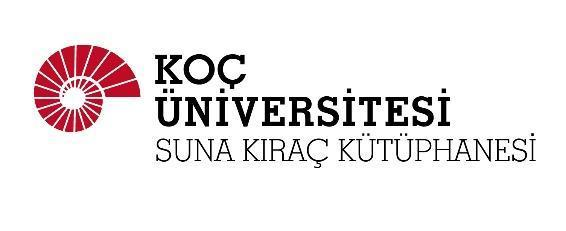 KOÇ
ÜNİVERSİTESİ
SUNA KIRAÇ KÜTÜPHANESİ